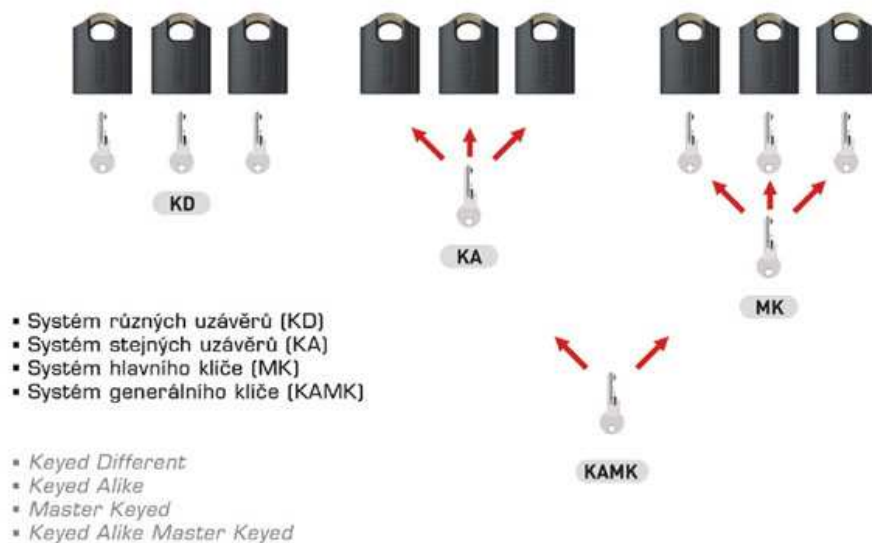 KD
KA
MK
▪ Systém různých uzávěrů (KD)
▪ Systém stejných uzávěrů (KA)
▪ Systém hlavního klíče (MK)
▪ Systém generálního klíče (KAMK)
KAMK
▪ Keyed Different
▪ Keyed Alike
▪ Master Keyed
▪ Keyed Alike Master Keyed